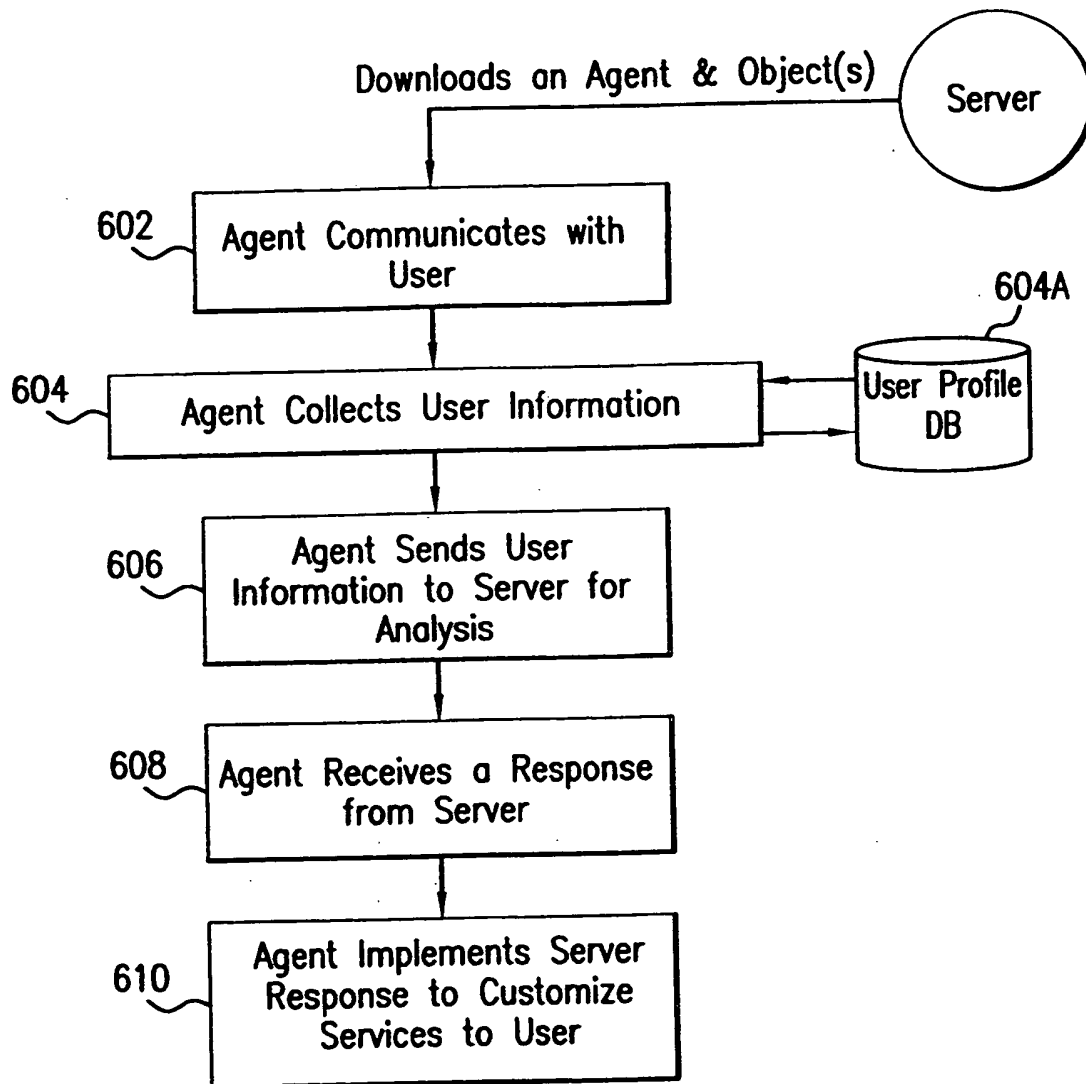 Downloads an Agent & Object(s)
Server
602
Agent Communicates with
User
604A
User Profile
DB
604
Agent Collects User Information
606
Agent Sends User
Information to Server for
Analysis
608
Agent Receives a Response
from Server
610
Agent Implements Server
Response to Customize
Services to User